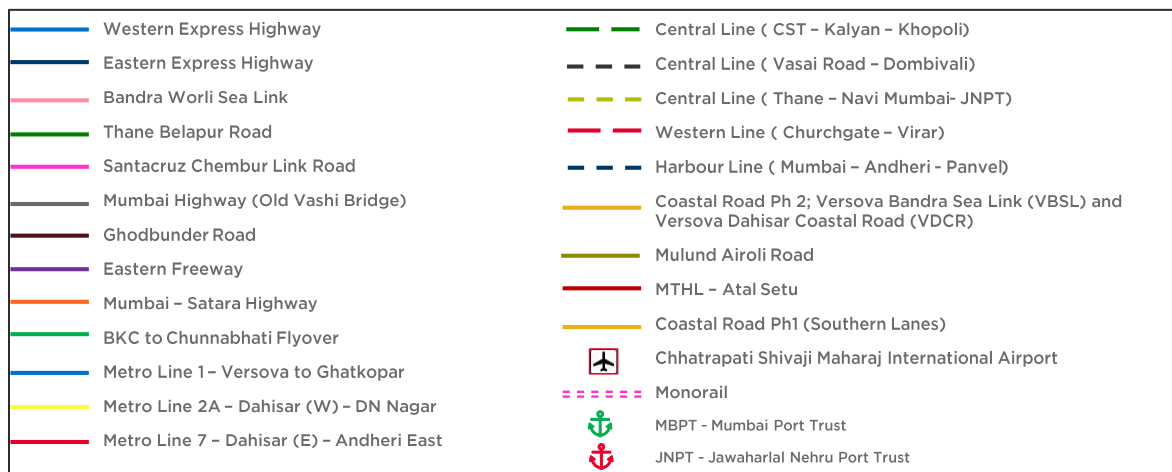 Western Express Highway
Eastern Express Highway
Bandra Worli Sea Link
Thane Belapur Road
Santacruz Chembur Link Road
Mumbai Highway (Old Vashi Bridge)
Ghodbunder Road
Eastern Freeway
Mumbai – Satara Highway
BKC to Chunnabhati Flyover
Metro Line 1 – Versova to Ghatkopar
Metro Line 2A – Dahisar (W) – DN Nagar
Metro Line 7 – Dahisar (E) – Andheri East
Central Line ( CST – Kalyan – Khopoli)
Central Line ( Vasai Road – Dombivali)
Central Line ( Thane – Navi Mumbai- JNPT)
Western Line ( Churchgate – Virar)
Harbour Line ( Mumbai – Andheri - Panvel)
Coastal Road Ph 2; Versova Bandra Sea Link (VBSL) and
Versova Dahisar Coastal Road (VDCR)
Mulund Airoli Road
MTHL – Atal Setu
Coastal Road Ph1 (Southern Lanes)
Chhatrapati Shivaji Maharaj International Airport
Monorail
MBPT - Mumbai Port Trust
JNPT - Jawaharlal Nehru Port Trust